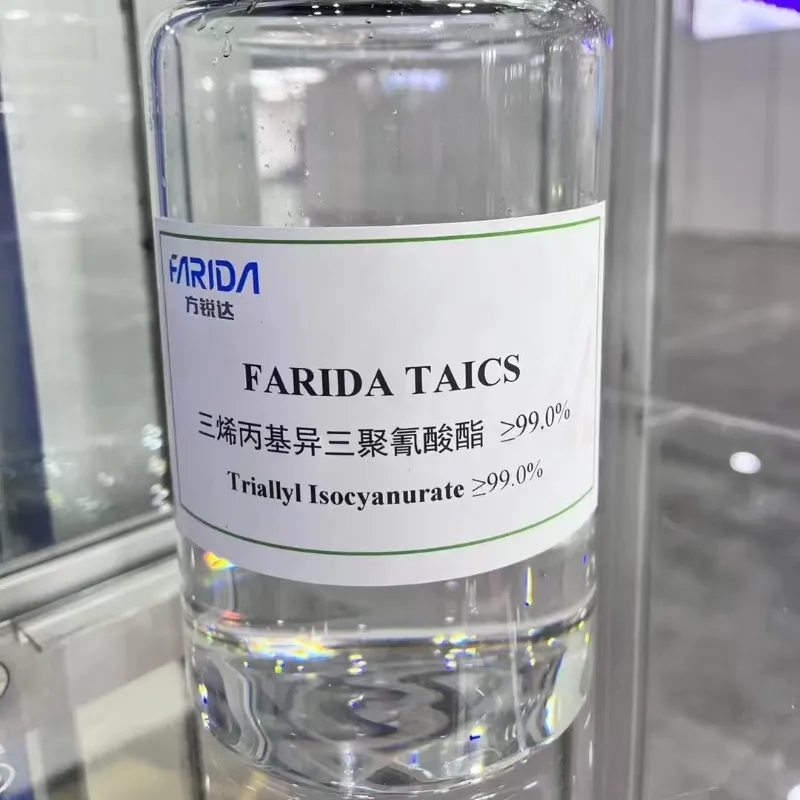 FARIDA
方锐达
FARIDA TAICS
三烯丙基异三聚氰酸酯 ≥99.0%
Triallyl Isocyanurate ≥99.0%